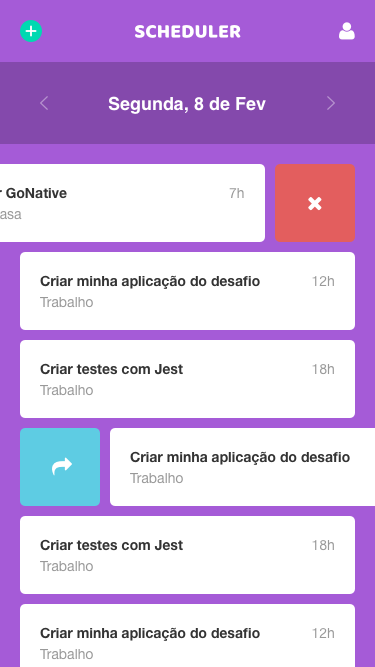 SCHEDULER
Segunda, 8 de Fev
GoNative 7h
Criar minha aplicação do desafio 12h
Trabalho
Criar testes com Jest 18h
Trabalho
Criar minha aplicação do desafio
Trabalho
Criar testes com Jest 18h
Trabalho
Criar minha aplicação do desafio 12h
Trabalho